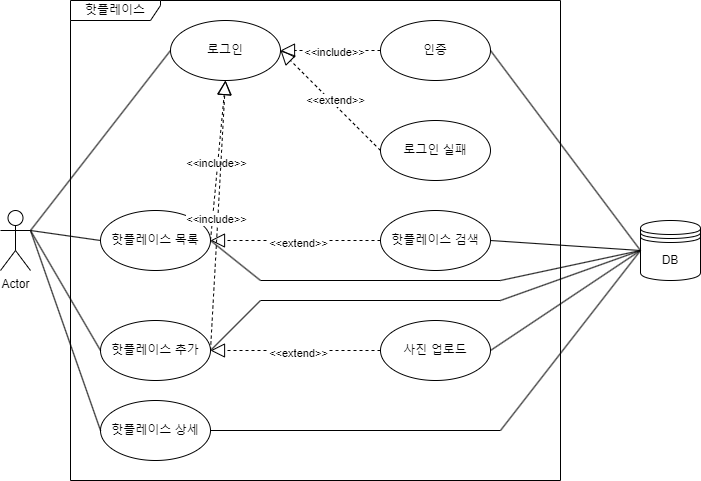 핫플레이스
로그인
<<include>>
인증
<<extend>>
로그인 실패
<<include>>
<<include>>
핫플레이스 목록
<<extend>>
핫플레이스 검색
DB
Actor
핫플레이스 추가
<<extend>>
사진 업로드
핫플레이스 상세